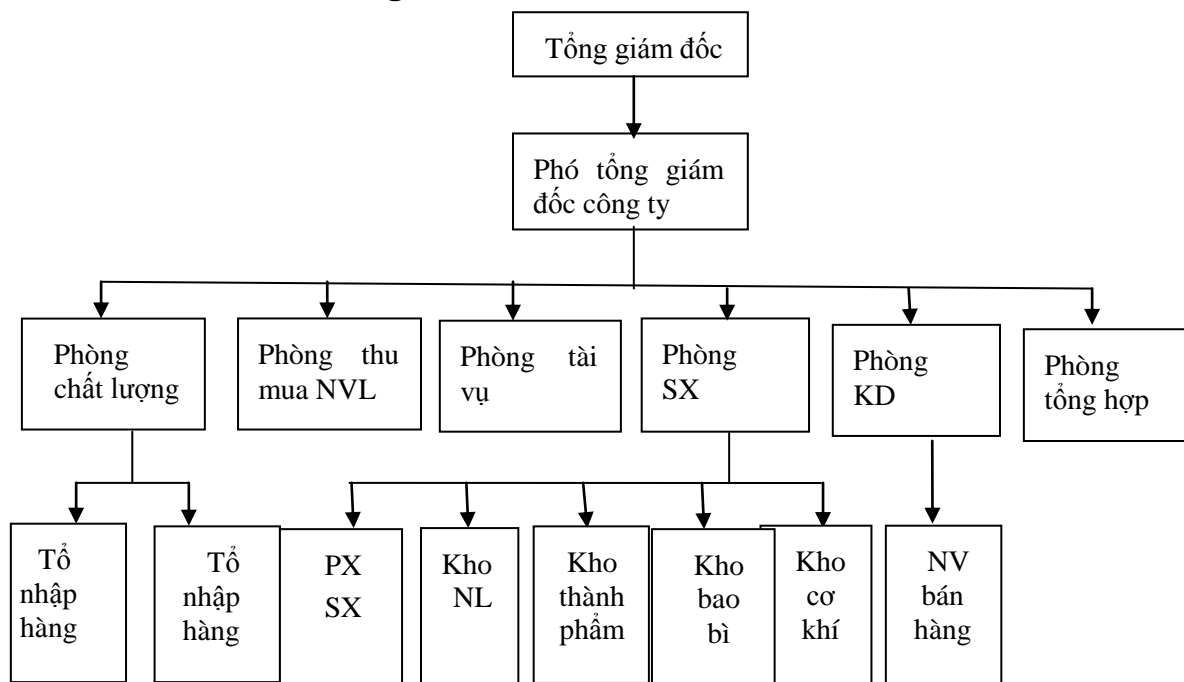 Tổng giám đốc
Phó tổng giám
đốc công ty
Phòng
chất lượng
Phòng thu
mua NVL
Phòng tài
vụ
Phòng
SX
Phòng
KD
Phòng
tổng hợp
Tổ
nhập
hàng
Tổ
nhập
hàng
PX
SX
Kho
NL
Kho
thành
phẩm
Kho
bao
bì
Kho
cơ
khí
NV
bán
hàng